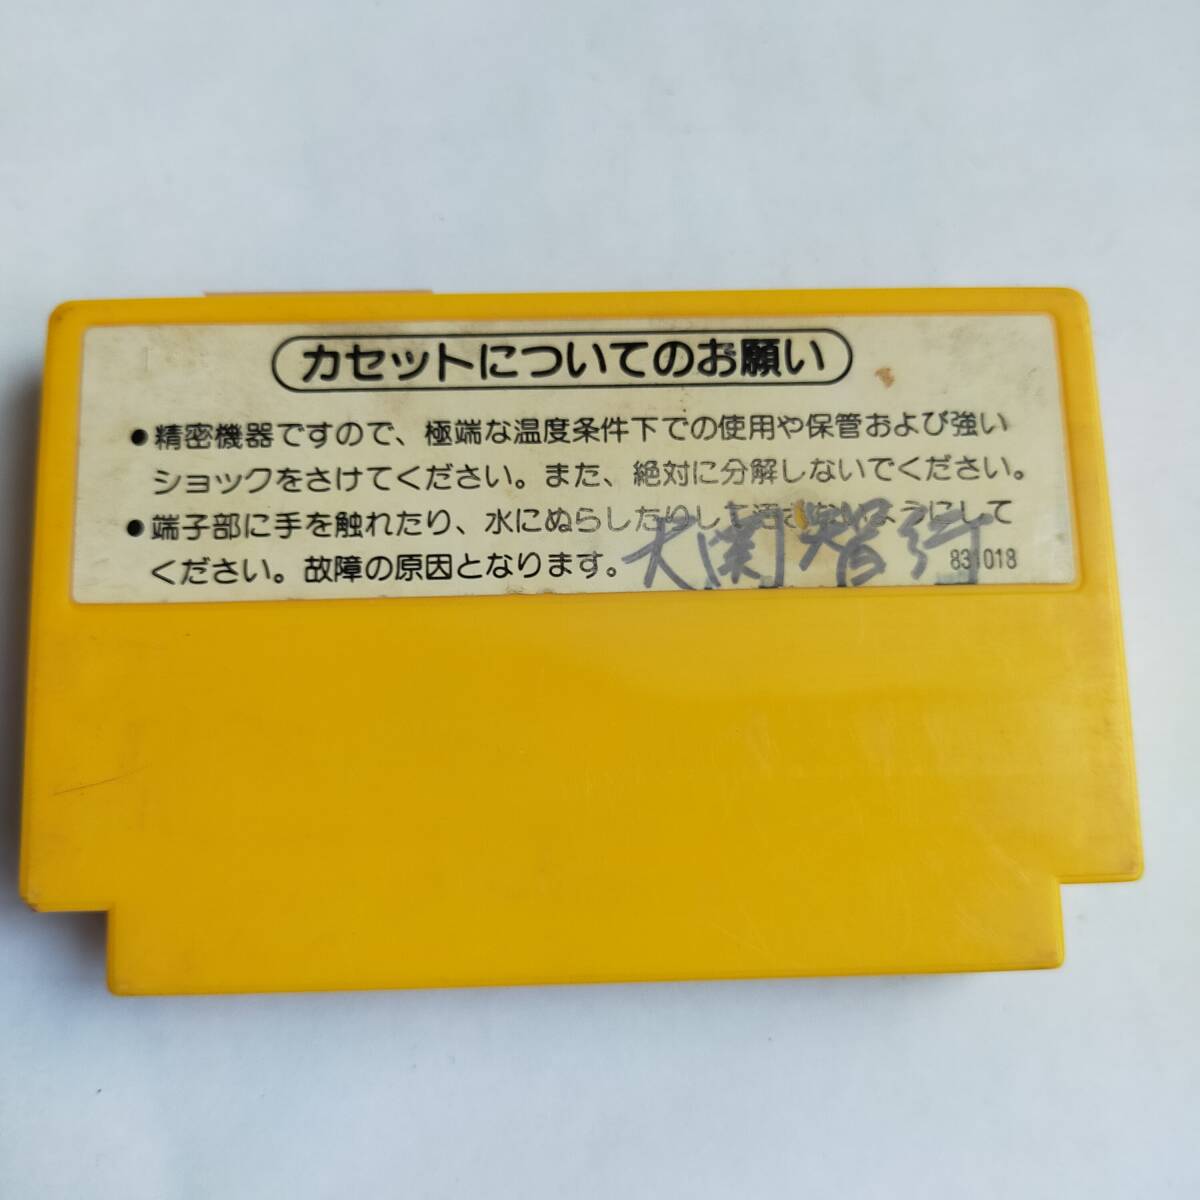 カセットについてのお願い
●精密機器ですので、極端な温度条件下での使用や保管および強い
ショックをさけてください。また、絶対に分解しないでください。
●端子部に手を触れたり、水にぬらしたりして汚さないようにして
ください。故障の原因となります。
大関智行
831018